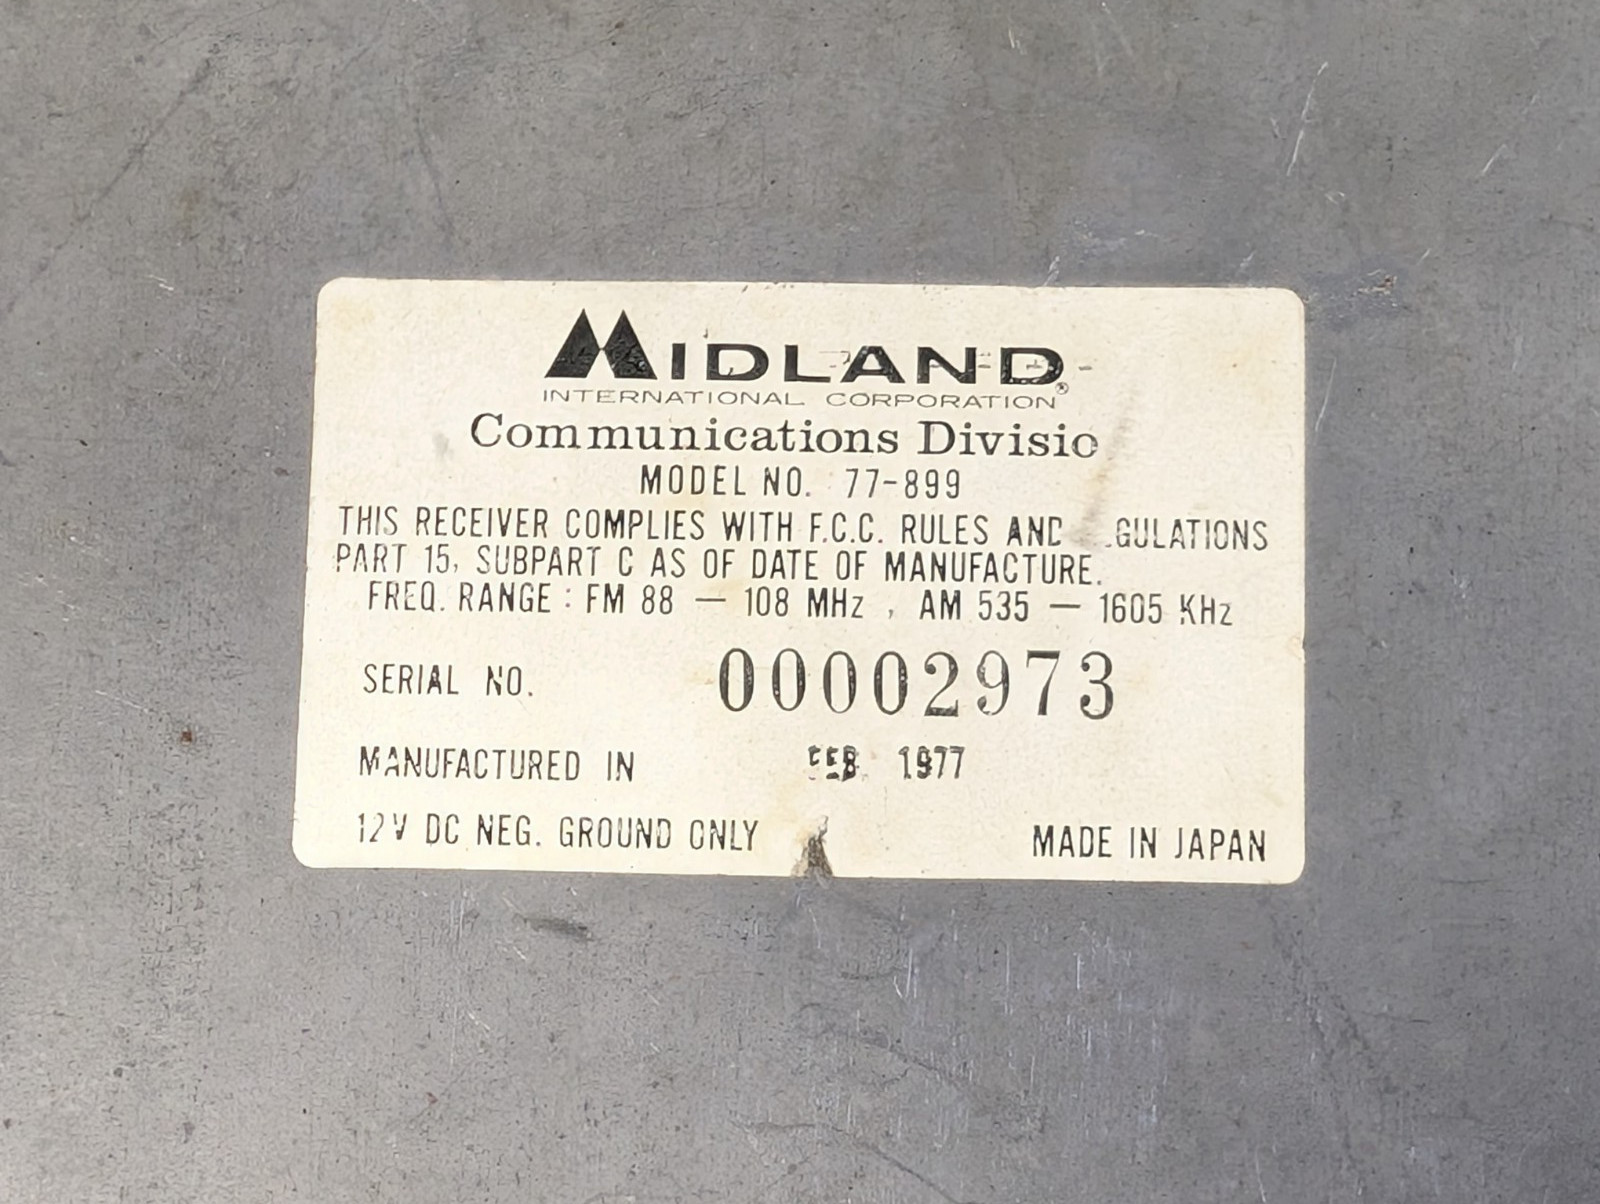 MIDLAND®
INTERNATIONAL CORPORATION
Communications Divisio
MODEL NO. 77-899
THIS RECEIVER COMPLIES WITH F.C.C. RULES AND GULATIONS
PART 15, SUBPART C AS OF DATE OF MANUFACTURE.
FREQ. RANGE : FM 88 — 108 MHz , AM 535 — 1605 KHz
SERIAL NO. 00002973
MANUFACTURED IN FEB 1977
12V DC NEG. GROUND ONLY MADE IN JAPAN